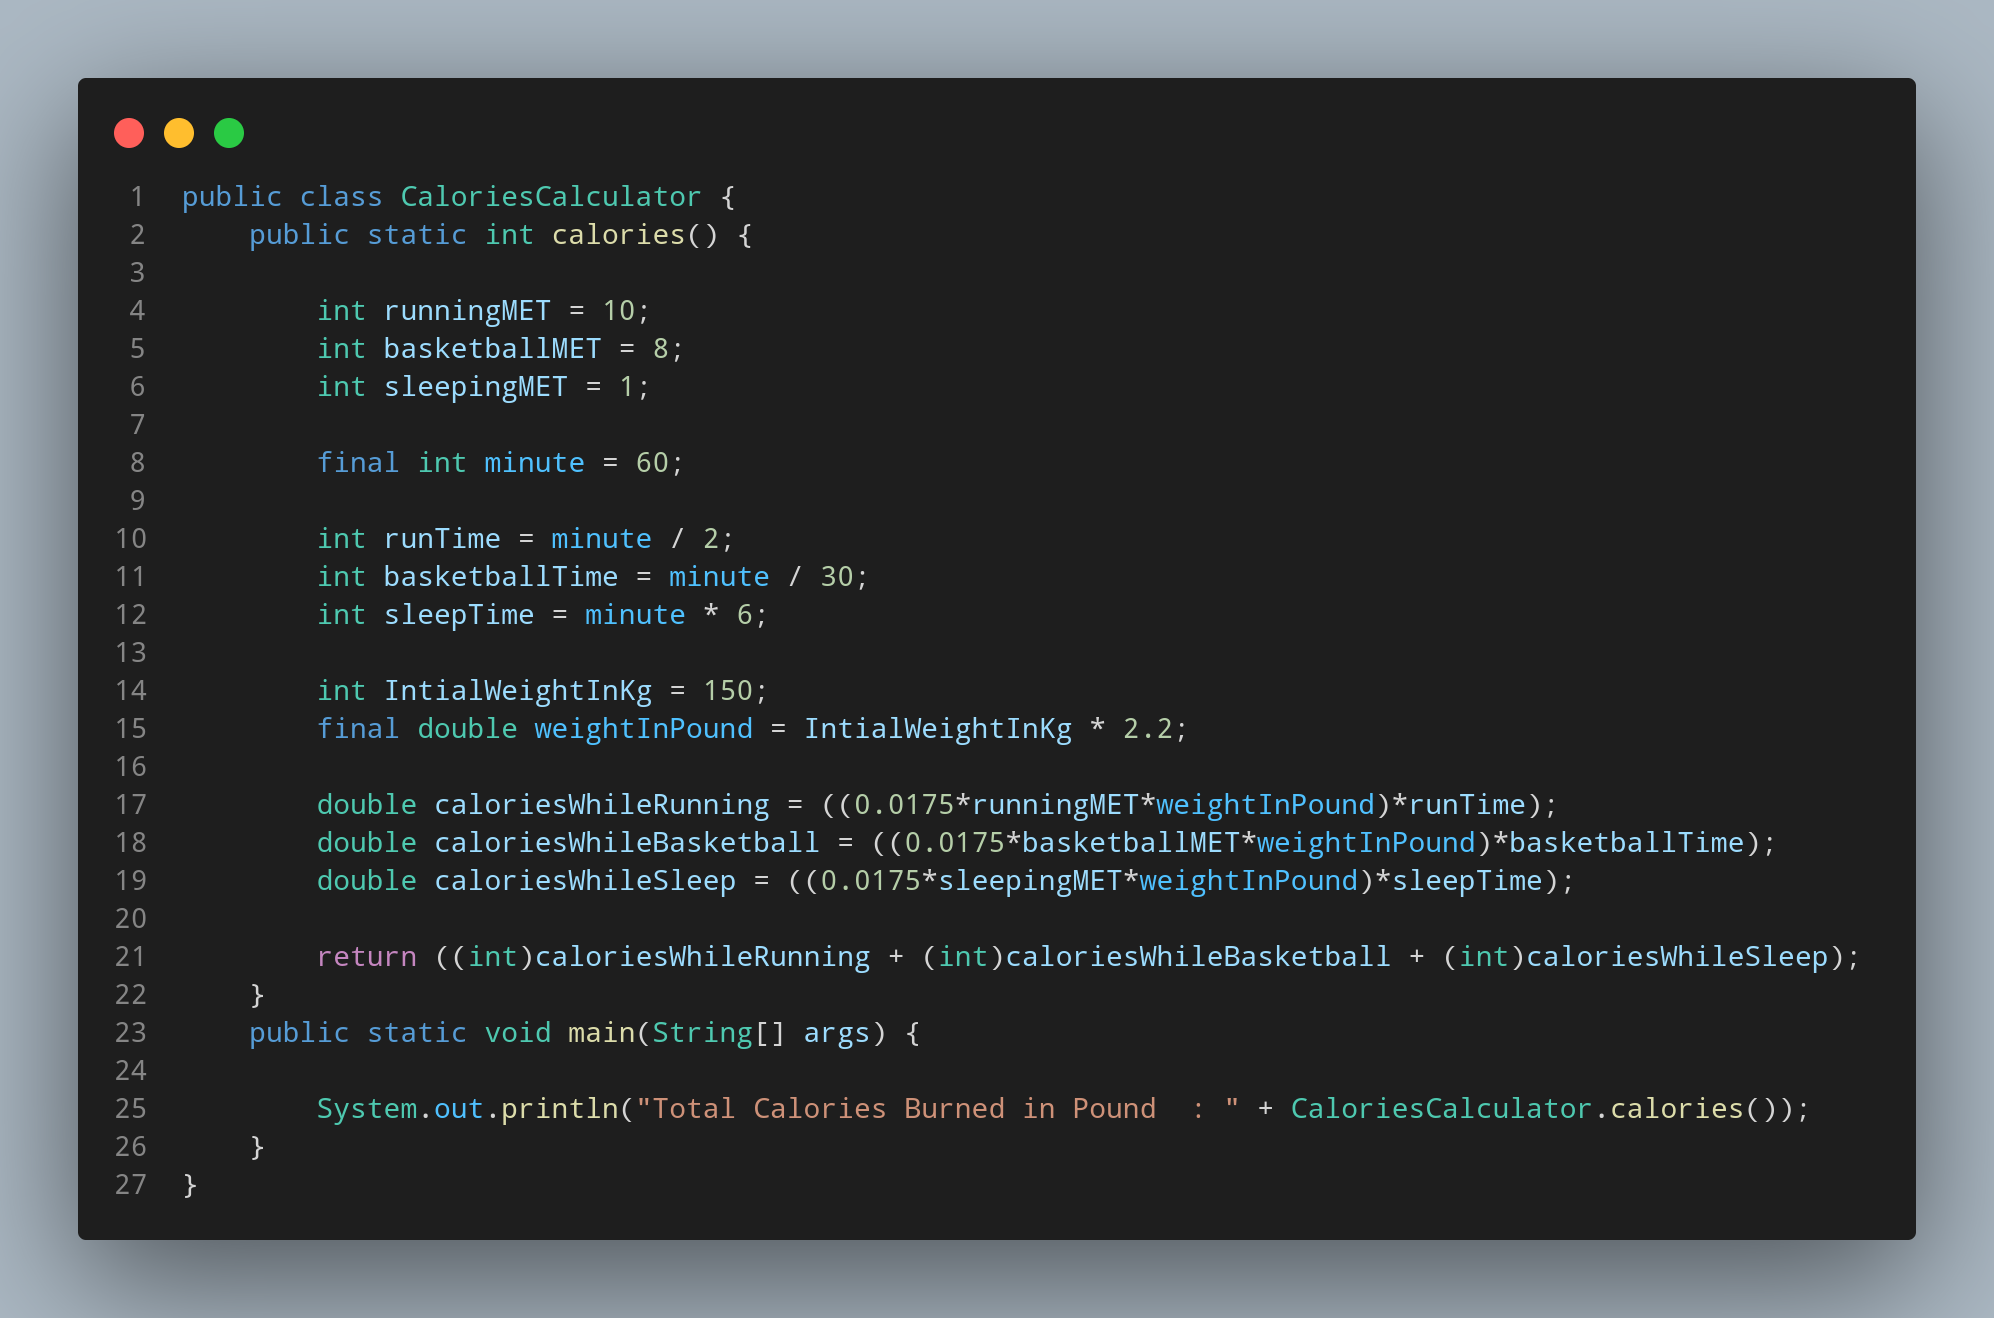 1 public class CaloriesCalculator {
2     public static int calories() {
3
4         int runningMET = 10;
5         int basketballMET = 8;
6         int sleepingMET = 1;
7
8         final int minute = 60;
9
10         int runTime = minute / 2;
11         int basketballTime = minute / 30;
12         int sleepTime = minute * 6;
13
14         int IntialWeightInKg = 150;
15         final double weightInPound = IntialWeightInKg * 2.2;
16
17         double caloriesWhileRunning = ((0.0175*runningMET*weightInPound)*runTime);
18         double caloriesWhileBasketball = ((0.0175*basketballMET*weightInPound)*basketballTime);
19         double caloriesWhileSleep = ((0.0175*sleepingMET*weightInPound)*sleepTime);
20
21         return ((int)caloriesWhileRunning + (int)caloriesWhileBasketball + (int)caloriesWhileSleep);
22     }
23     public static void main(String[] args) {
24
25         System.out.println("Total Calories Burned in Pound  : " + CaloriesCalculator.calories());
26     }
27 }